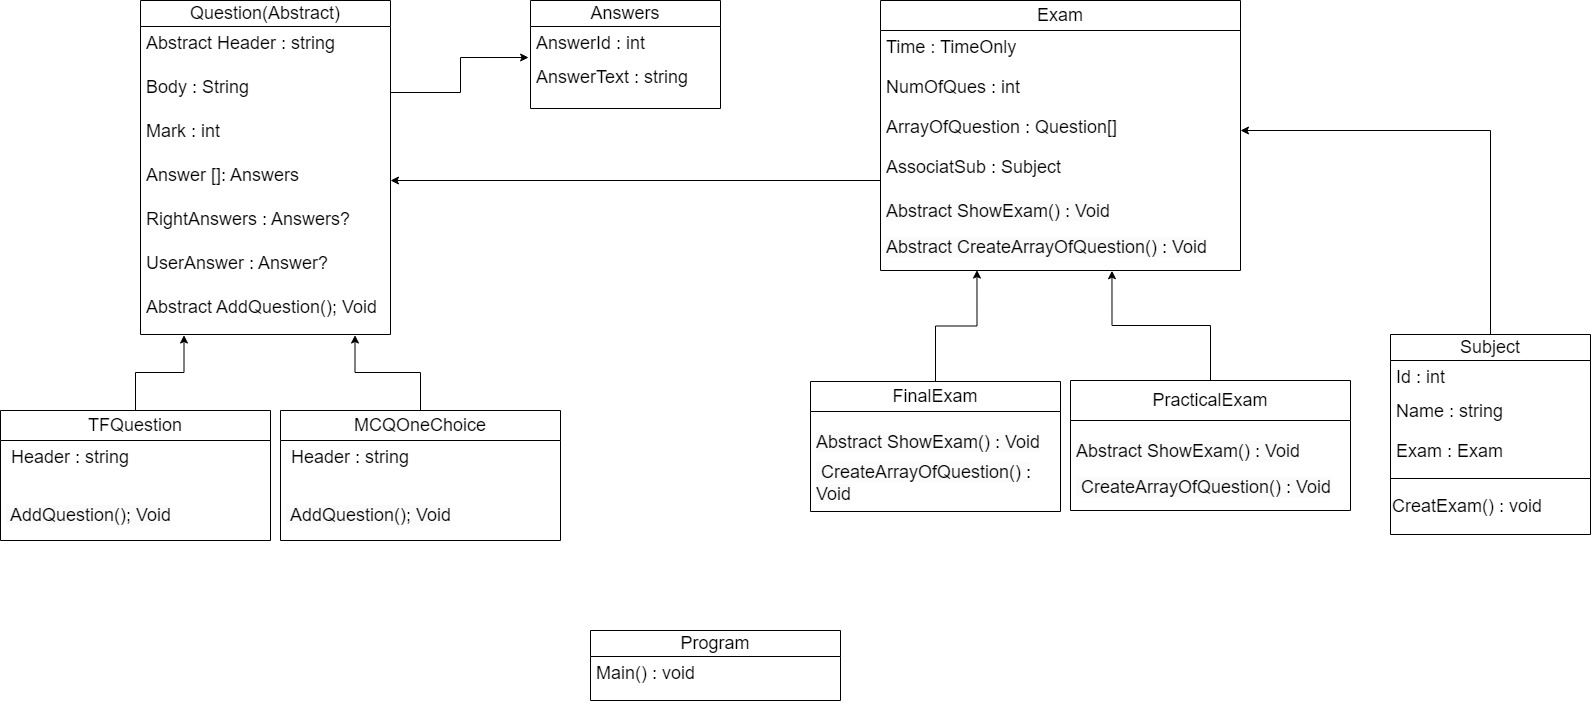 Question(Abstract)
Abstract Header : string
Body : String
Mark : int
Answer []: Answers
RightAnswers : Answers?
UserAnswer : Answer?
Abstract AddQuestion(); Void
Answers
AnswerId : int
AnswerText : string
Exam
Time : TimeOnly
NumOfQues : int
ArrayOfQuestion : Question[]
AssociatSub : Subject
Abstract ShowExam() : Void
Abstract CreateArrayOfQuestion() : Void
TFQuestion
Header : string
AddQuestion(); Void
MCQOneChoice
Header : string
AddQuestion(); Void
FinalExam
Abstract ShowExam() : Void
CreateArrayOfQuestion() :
Void
PracticalExam
Abstract ShowExam() : Void
CreateArrayOfQuestion() : Void
Subject
Id : int
Name : string
Exam : Exam
CreatExam() : void
Program
Main() : void